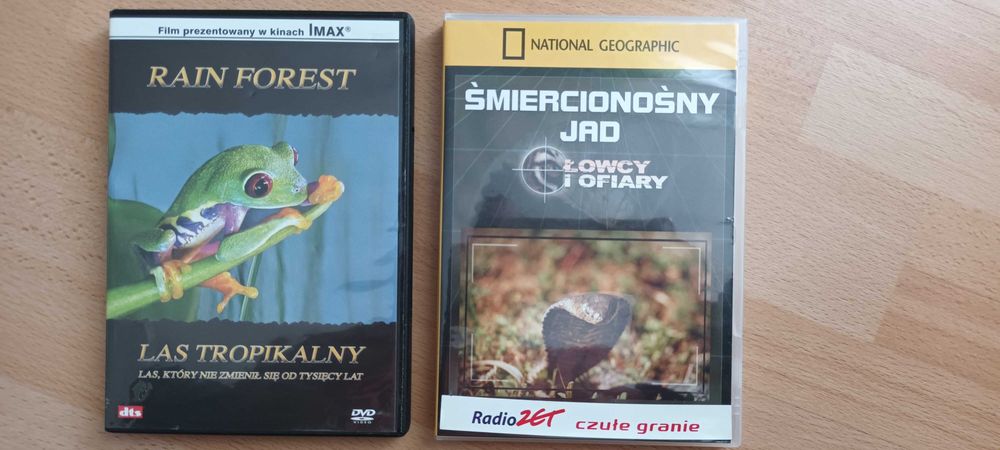 Film prezentowany w kinach IMAX®
RAIN FOREST
LAS TROPIKALNY
LAS, KTÓRY NIE ZMIENIŁ SIĘ OD TYSIĘCY LAT
dts
DVD
VIDEO
NATIONAL GEOGRAPHIC
ŚMIERCIONOŚNY
JAD
ŁOWCY
I OFIARY
Radio ZET czułe granie